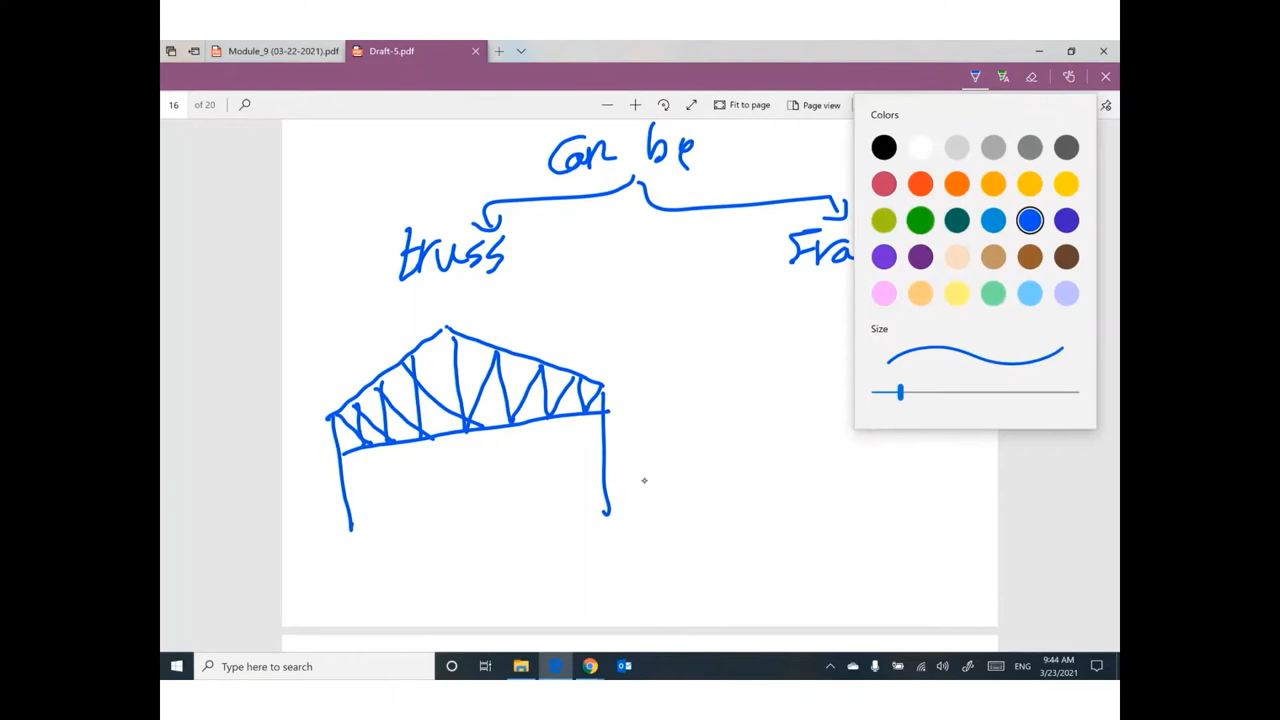 Module_9 (03-22-2021).pdf
Draft-5.pdf
16 of 20
Fit to page
Page view
Colors
Can be
truss
Fra
Size
Type here to search
ENG
9:44 AM
3/23/2021